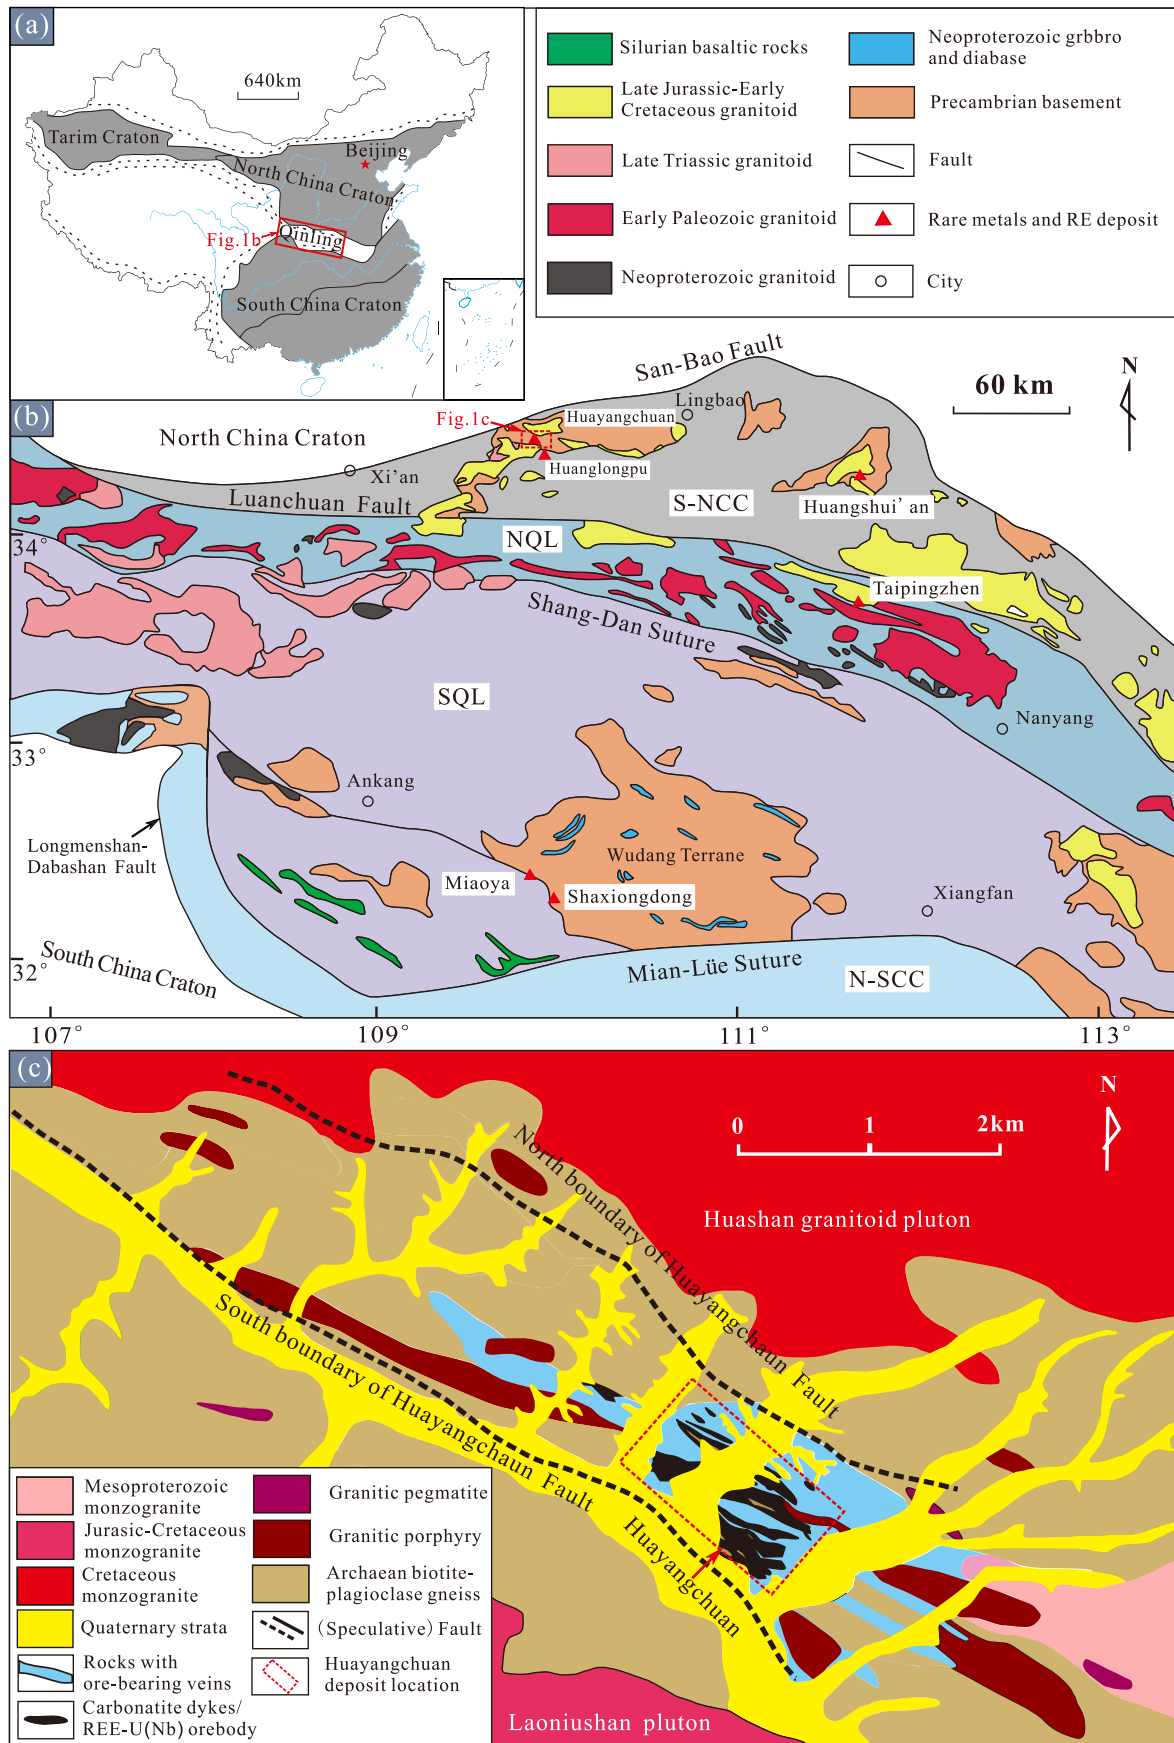 (a)
640km
Tarim Craton
Beijing
North China Craton
Fig.1b
Qinling
South China Craton
Silurian basaltic rocks
Late Jurassic-Early
Cretaceous granitoid
Late Triassic granitoid
Early Paleozoic granitoid
Neoproterozoic granitoid
Neoproterozoic grbbro
and diabase
Precambrian basement
Fault
Rare metals and RE deposit
City
(b)
San-Bao Fault
60 km
N
Fig.1c
Huayangchuan
Lingbao
North China Craton
Xi'an
Huanglongpu
Luanchuan Fault
S-NCC
Huangshui' an
34°
NQL
Taipingzhen
Shang-Dan Suture
SQL
Nanyang
33°
Ankang
Longmenshan-
Dabashan Fault
Wudang Terrane
Miaoya
Shaxiongdong
Xiangfan
South China Craton
32°
Mian-Lüe Suture
N-SCC
107°
109°
111°
113°
(c)
N
0
1
2km
North boundary of Huayangchaun Fault
Huashan granitoid pluton
South boundary of Huayangchaun Fault
Huayangchuan
Laoniushan pluton
Mesoproterozoic
monzogranite
Jurasic-Cretaceous
monzogranite
Cretaceous
monzogranite
Quaternary strata
Rocks with
ore-bearing veins
Carbonatite dykes/
REE-U(Nb) orebody
Granitic pegmatite
Granitic porphyry
Archaean biotite-
plagioclase gneiss
(Speculative) Fault
Huayangchuan
deposit location